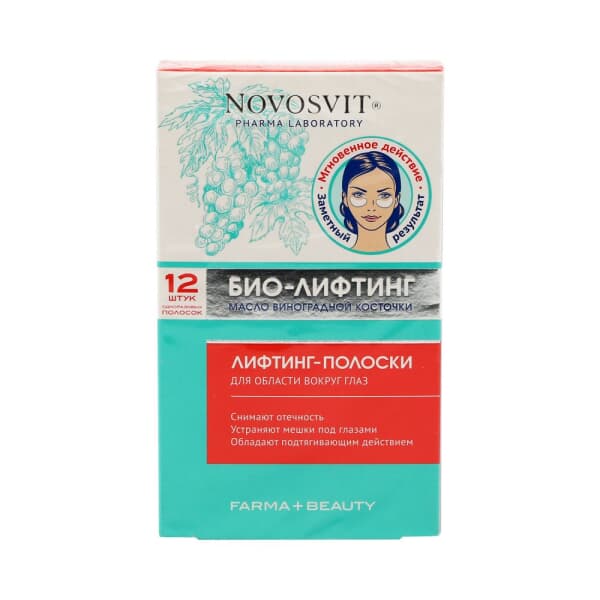 NOVOSVIT®
PHARMA LABORATORY
Мгновенное действие
Заметный результат
12
ШТУК
ОДНОРАЗОВЫХ
ПОЛОСОК
БИО-ЛИФТИНГ
МАСЛО ВИНОГРАДНОЙ КОСТОЧКИ
ЛИФТИНГ-ПОЛОСКИ
ДЛЯ ОБЛАСТИ ВОКРУГ ГЛАЗ
Снимают отечность
Устраняют мешки под глазами
Обладают подтягивающим действием
FARMA+BEAUTY